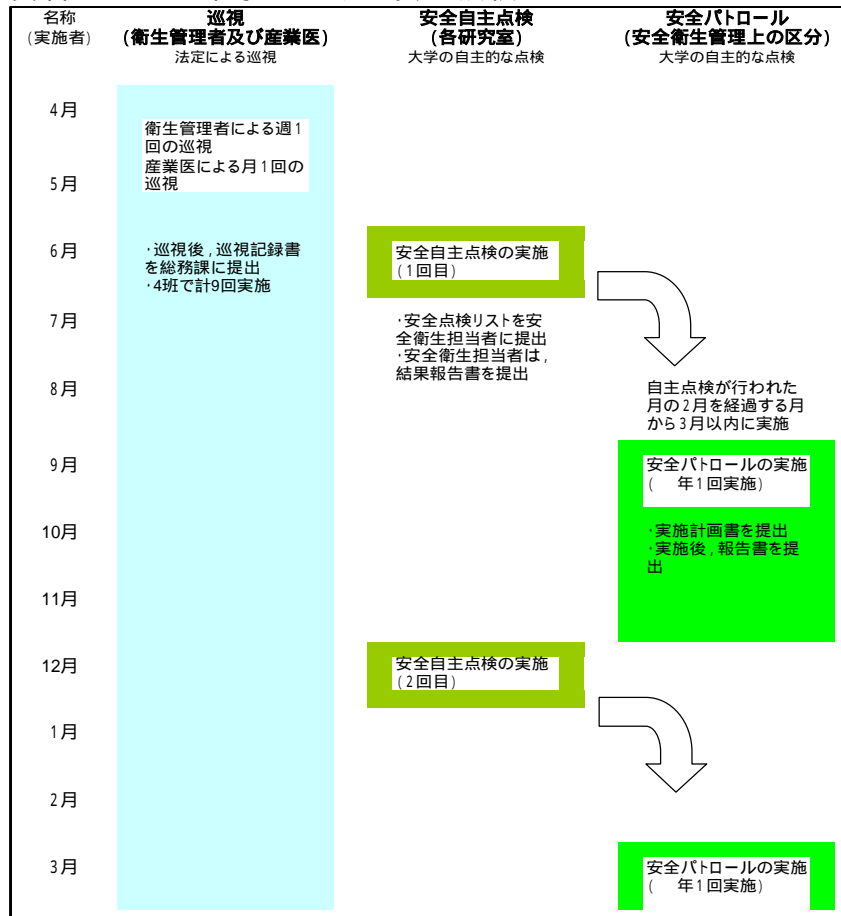 名称
(実施者)
巡視
(衛生管理者及び産業医)
法定による巡視
安全自主点検
(各研究室)
大学の自主的な点検
安全パトロール
(安全衛生管理上の区分)
大学の自主的な点検
4月
衛生管理者による週1
回の巡視
産業医による月1回の
巡視
5月
6月
・巡視後,巡視記録書
を総務課に提出
・4班で計9回実施
安全自主点検の実施
(1回目)
7月
・安全点検リストを安
全衛生担当者に提出
・安全衛生担当者は,
結果報告書を提出
8月
自主点検が行われた
月の2月を経過する月
から3月以内に実施
9月
安全パトロールの実施
( 年1回実施)
10月
・実施計画書を提出
・実施後,報告書を提
出
11月
12月
安全自主点検の実施
(2回目)
1月
2月
3月
安全パトロールの実施
( 年1回実施)